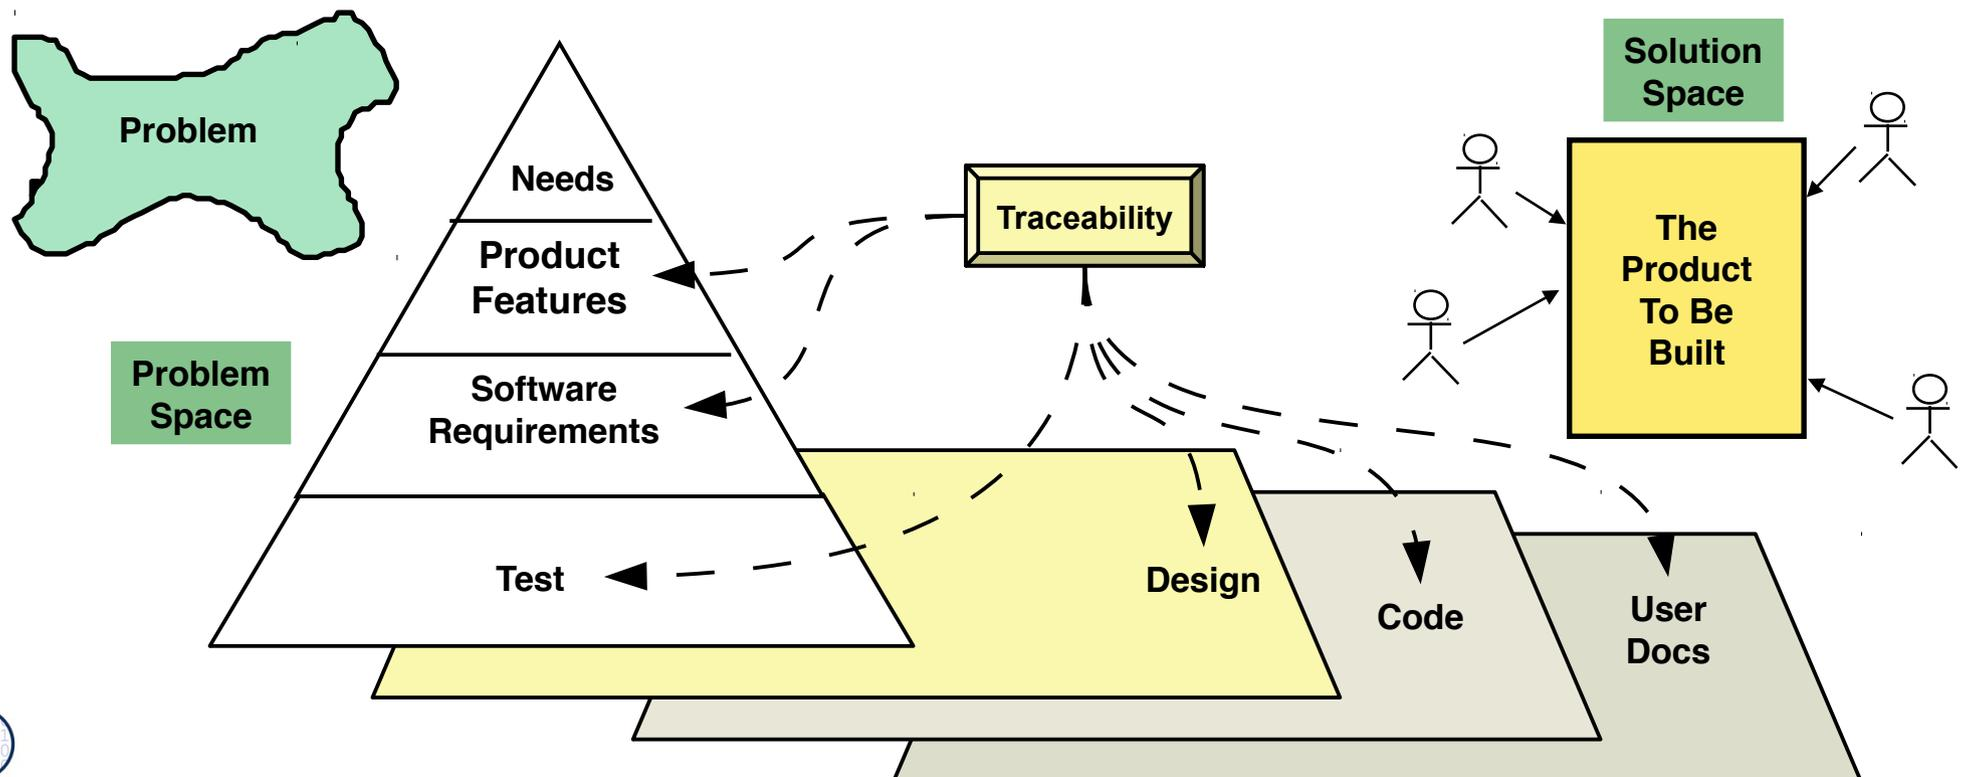 Problem
Needs
Product
Features
Software
Requirements
Test
Problem
Space
Traceability
Design
Code
User
Docs
Solution
Space
The
Product
To Be
Built